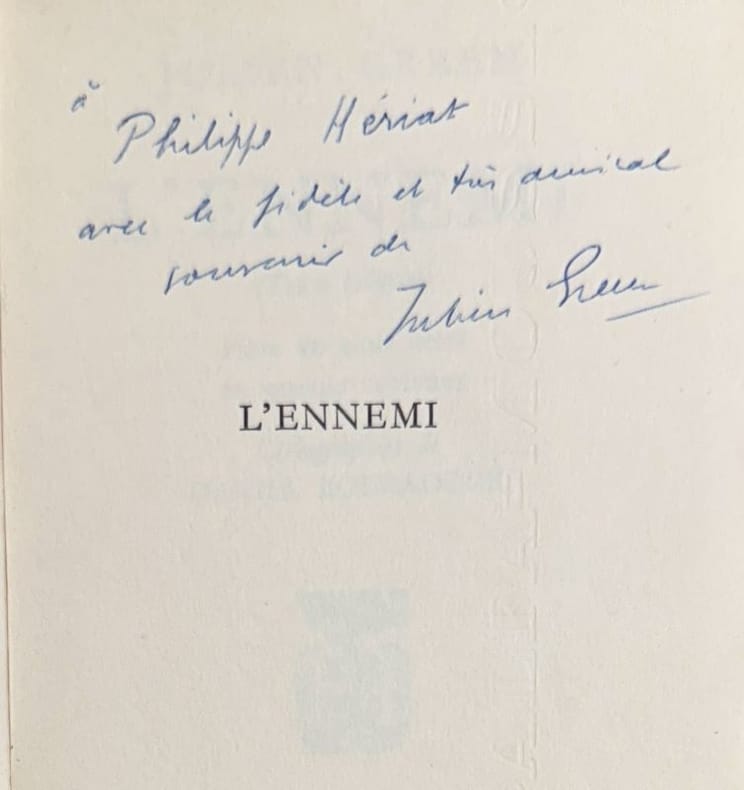 à
Philippe Hériat
avec le fidèle et très amical
souvenir de
Julien Green
L'ENNEMI